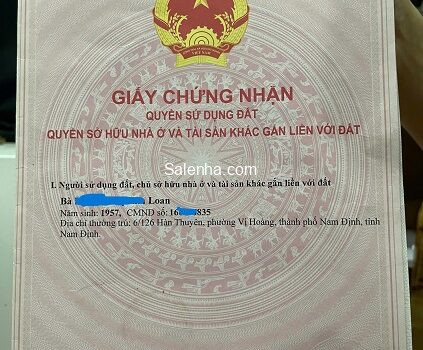 VIỆT NAM
GIẤY CHỨNG NHẬN
QUYỀN SỬ DỤNG ĐẤT
QUYỀN SỞ HỮU NHÀ Ở VÀ TÀI SẢN KHÁC GẮN LIỀN VỚI ĐẤT
Salenha.com
I. Người sử dụng đất, chủ sở hữu nhà ở và tài sản khác gắn liền với đất
Bà Loan
Năm sinh: 1957, CMND số: 16 835
Địa chỉ thường trú: 6/126 Hàn Thuyên, phường Vị Hoàng, thành phố Nam Định, tỉnh
Nam Định.